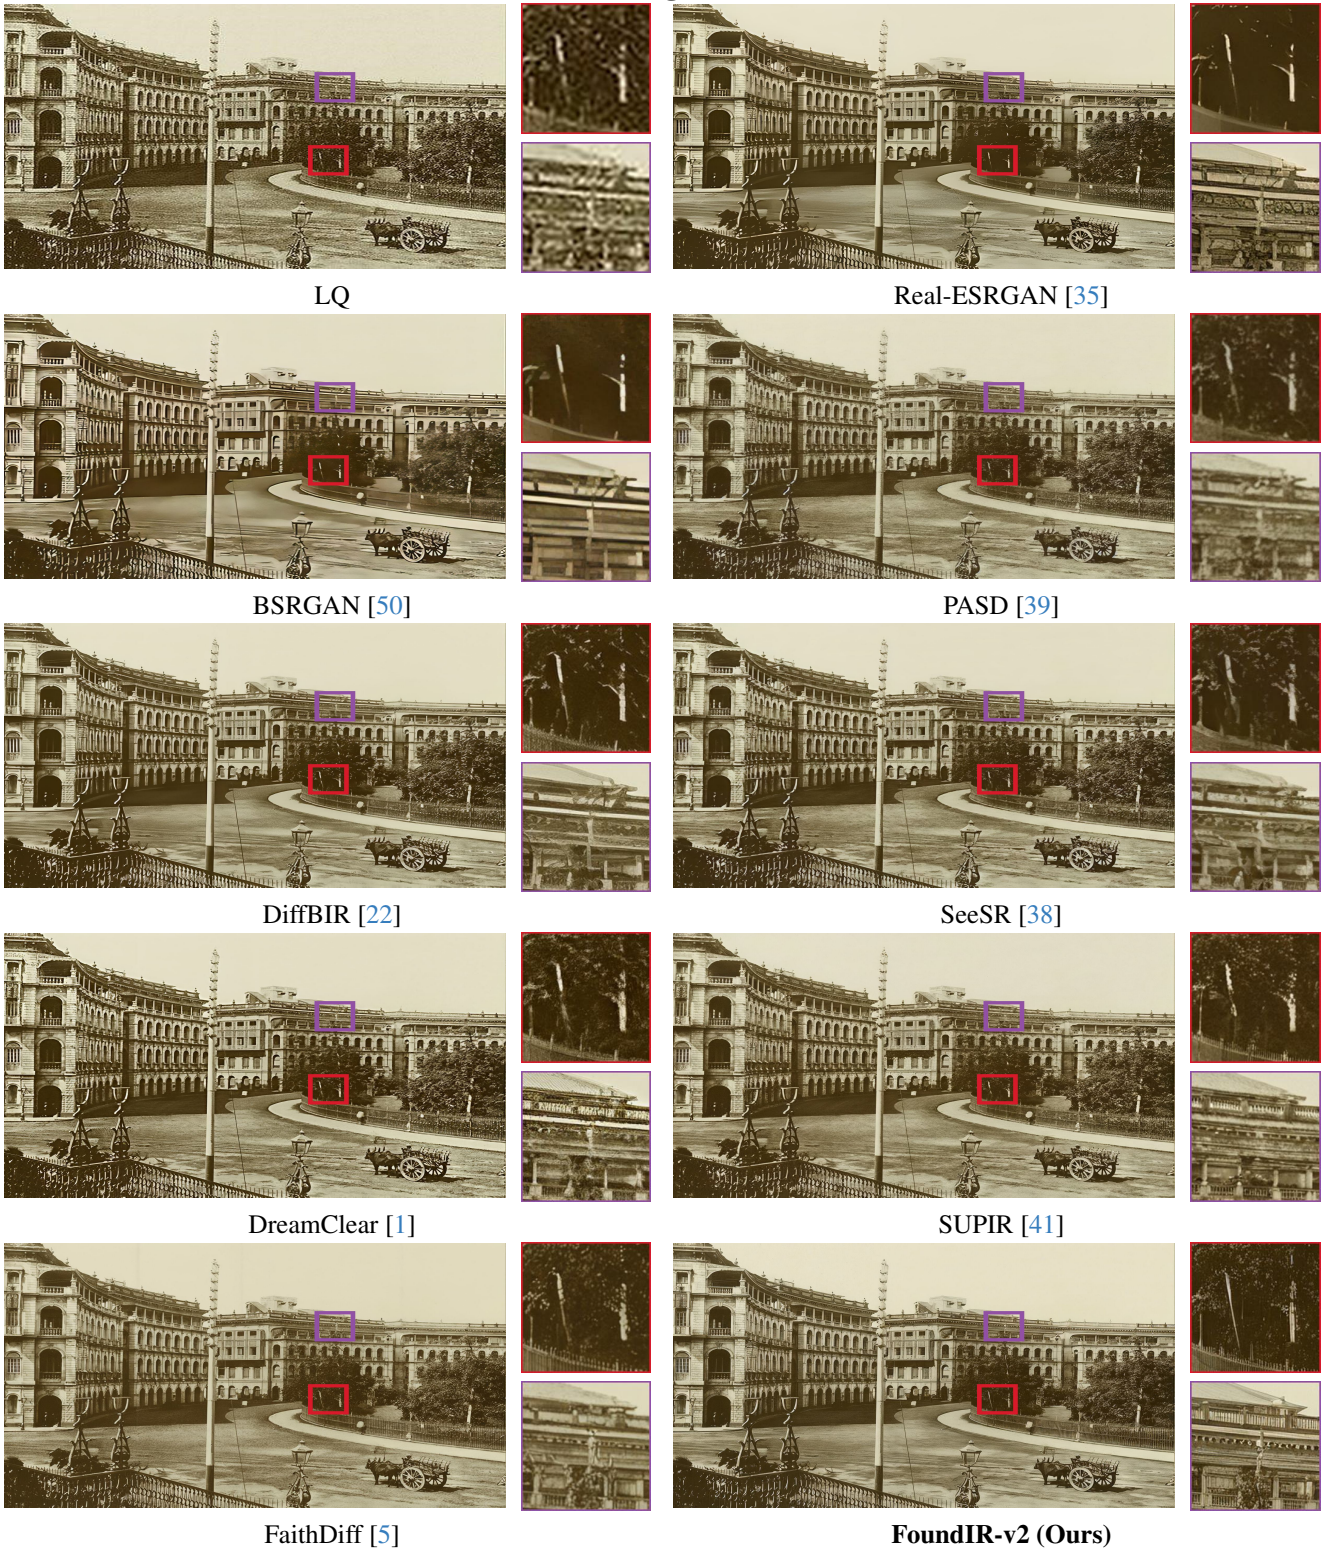 LQ
Real-ESRGAN [35]
BSRGAN [50]
PASD [39]
DiffBIR [22]
SeeSR [38]
DreamClear [1]
SUPIR [41]
FaithDiff [5]
FoundIR-v2 (Ours)